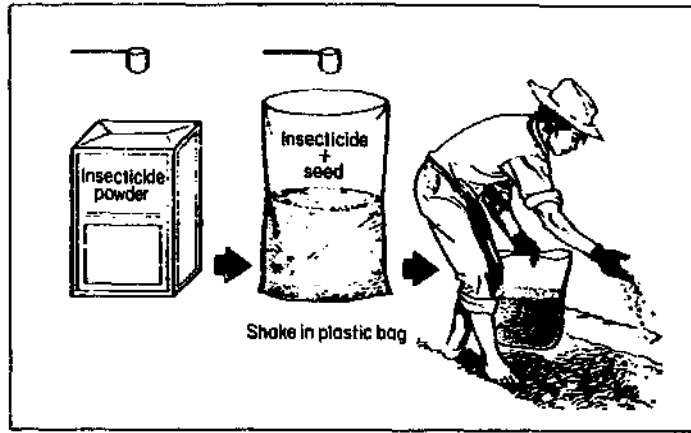 Insecticide
powder
Insecticide
+
seed
Shake in plastic bag